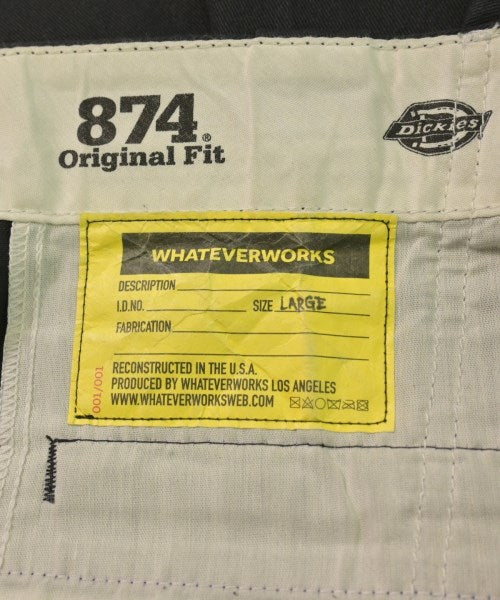 874®
Original Fit
Dickies
WHATEVERWORKS
DESCRIPTION
I.D.NO. SIZE LARGE
FABRICATION
RECONSTRUCTED IN THE U.S.A.
PRODUCED BY WHATEVERWORKS LOS ANGELES
WWW.WHATEVERWORKSWEB.COM
001/001